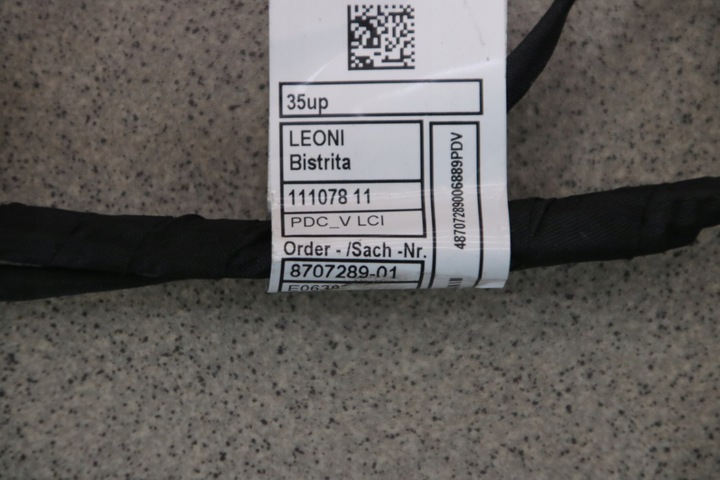 35up
LEONI
Bistrita
111078 11
PDC_V LCI
Order - /Sach -Nr.
8707289-01
48707289006889PDV